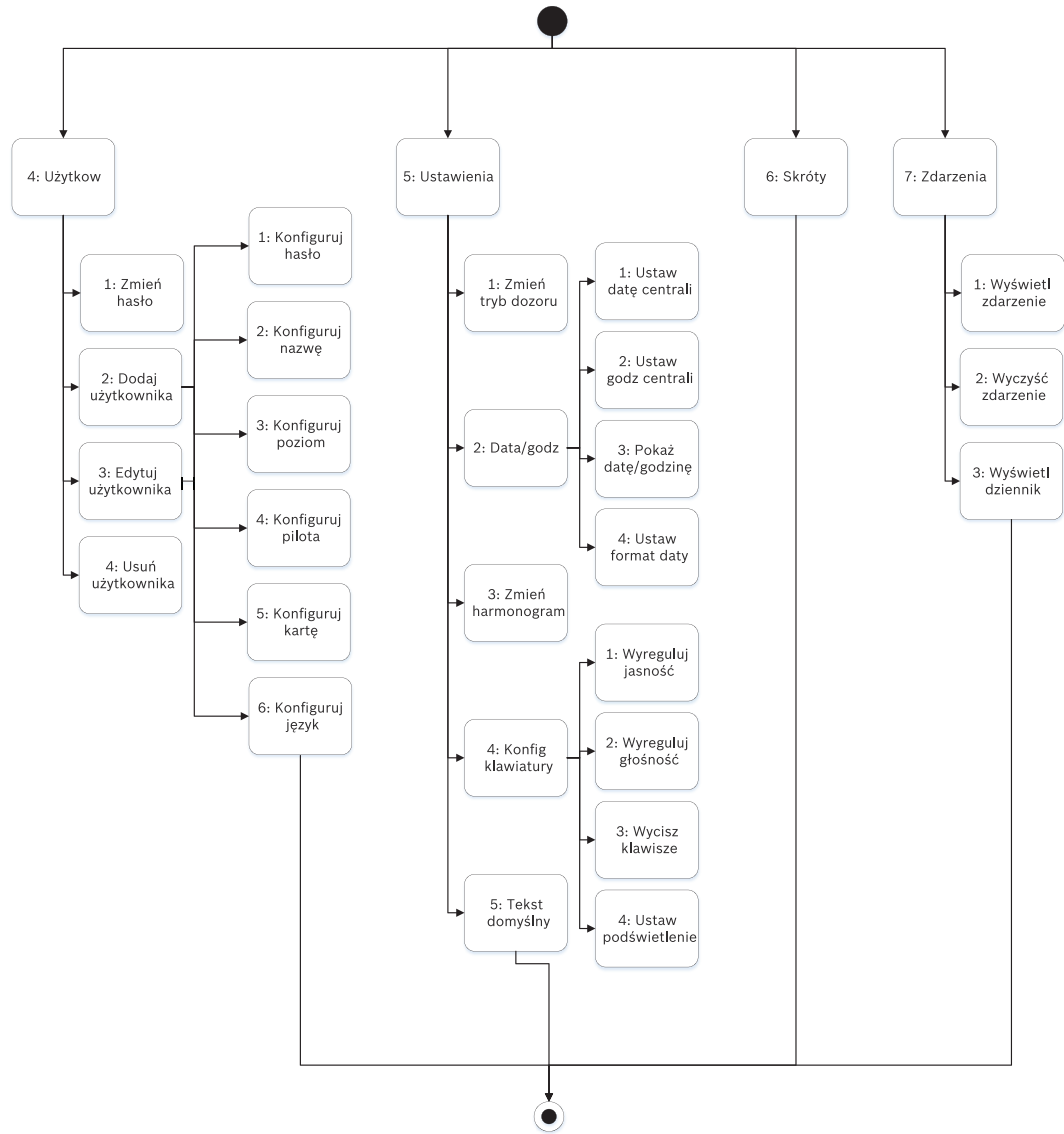 4: Użytkow
5: Ustawienia
6: Skróty
7: Zdarzenia
1: Zmień
hasło
2: Dodaj
użytkownika
3: Edytuj
użytkownika
4: Usuń
użytkownika
1: Konfiguruj
hasło
2: Konfiguruj
nazwę
3: Konfiguruj
poziom
4: Konfiguruj
pilota
5: Konfiguruj
kartę
6: Konfiguruj
język
1: Zmień
tryb dozoru
2: Data/godz
3: Zmień
harmonogram
4: Konfig
klawiatury
5: Tekst
domyślny
1: Ustaw
datę centrali
2: Ustaw
godz centrali
3: Pokaż
datę/godzinę
4: Ustaw
format daty
1: Wyreguluj
jasność
2: Wyreguluj
głośność
3: Wycisz
klawisze
4: Ustaw
podświetlenie
1: Wyświetl
zdarzenie
2: Wyczyść
zdarzenie
3: Wyświetl
dziennik